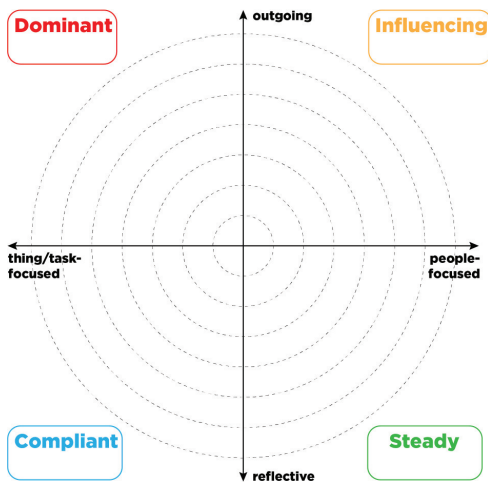 outgoing
Dominant
Influencing
thing/task-
focused
people-
focused
Compliant
Steady
reflective